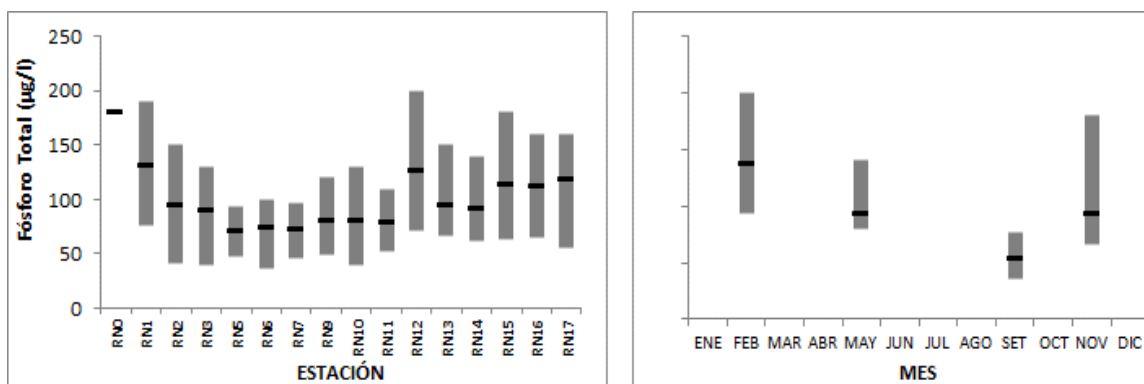 Fósforo Total (µg/l)
250
200
150
100
50
0
RN0 RN1 RN2 RN3 RN5 RN6 RN7 RN9 RN10 RN11 RN12 RN13 RN14 RN15 RN16 RN17
ESTACIÓN
ENE FEB MAR ABR MAY JUN JUL AGO SET OCT NOV DIC
MES